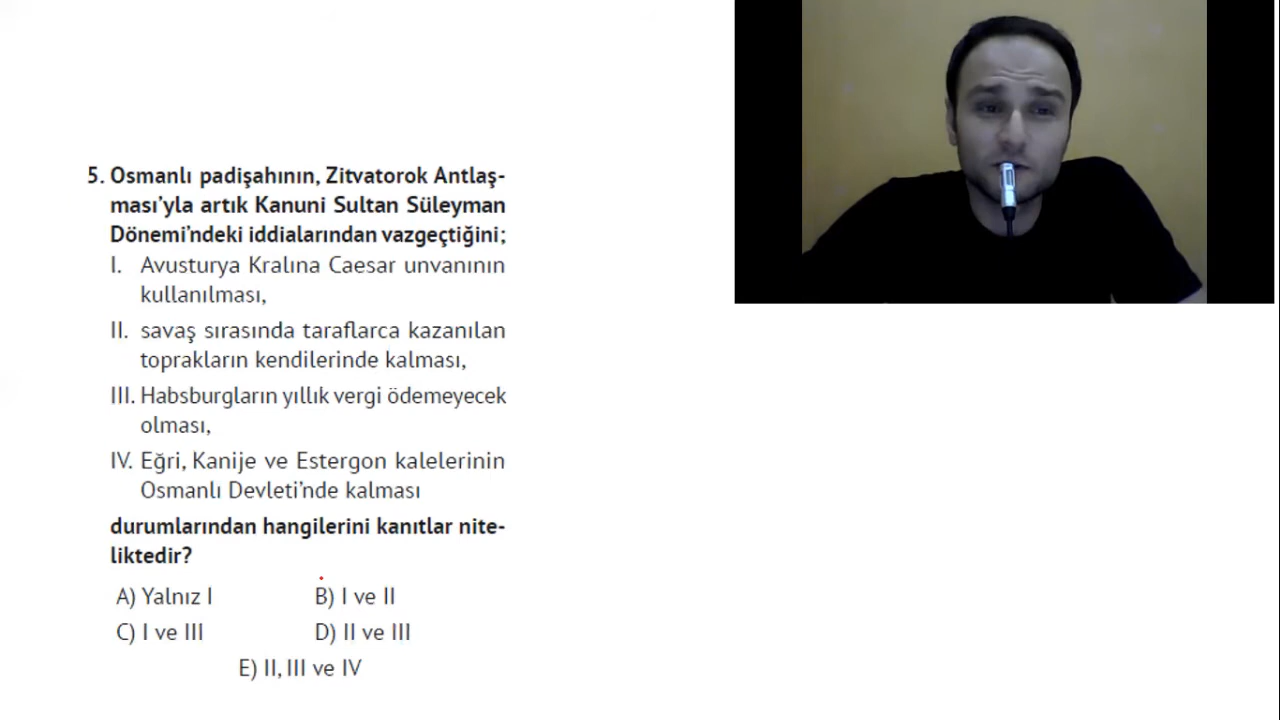 5. Osmanlı padişahının, Zitvatorok Antlaş-
ması'yla artık Kanuni Sultan Süleyman
Dönemi'ndeki iddialarından vazgeçtiğini;
I. Avusturya Kralına Caesar unvanının
kullanılması,
II. savaş sırasında taraflarca kazanılan
toprakların kendilerinde kalması,
III. Habsburgların yıllık vergi ödemeyecek
olması,
IV. Eğri, Kanije ve Estergon kalelerinin
Osmanlı Devleti'nde kalması
durumlarından hangilerini kanıtlar nite-
liktedir?
A) Yalnız I B) I ve II
C) I ve III D) II ve III
E) II, III ve IV